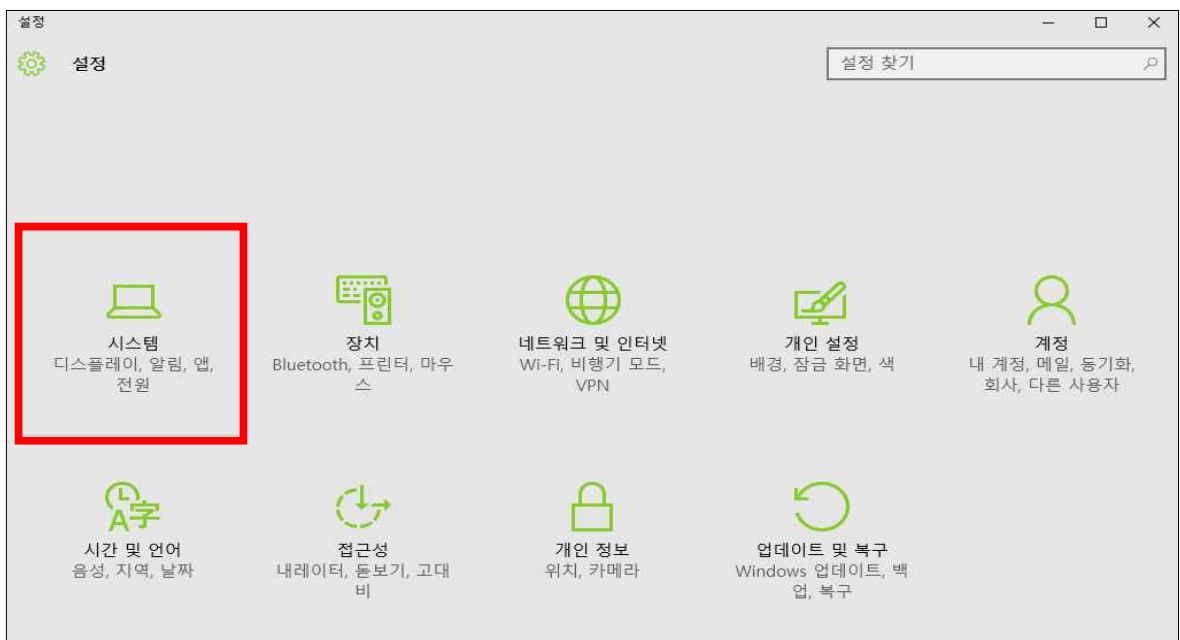 설정
설정
설정 찾기
시스템
디스플레이, 알림, 앱,
전원
장치
Bluetooth, 프린터, 마우
스
네트워크 및 인터넷
Wi-Fi, 비행기 모드,
VPN
개인 설정
배경, 잠금 화면, 색
계정
내 계정, 메일, 동기화,
회사, 다른 사용자
시간 및 언어
음성, 지역, 날짜
접근성
내레이터, 돋보기, 고대
비
개인 정보
위치, 카메라
업데이트 및 복구
Windows 업데이트, 백
업, 복구